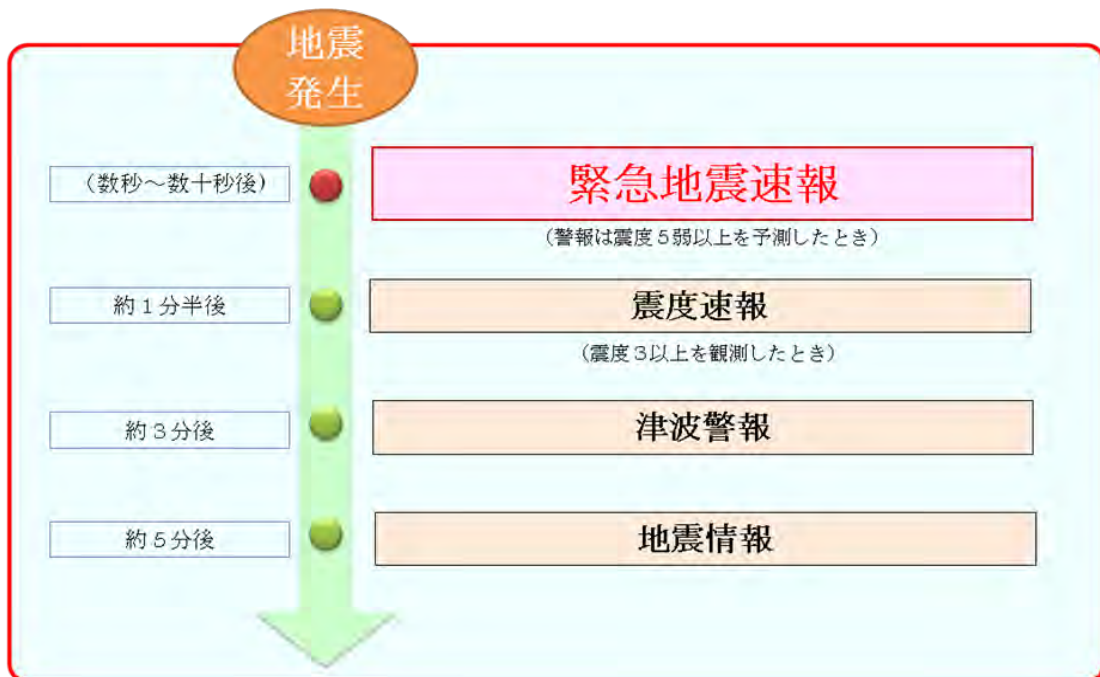 地震
発生
（数秒～数十秒後）
緊急地震速報
（警報は震度５弱以上を予測したとき）
約１分半後
震度速報
（震度３以上を観測したとき）
約３分後
津波警報
約５分後
地震情報